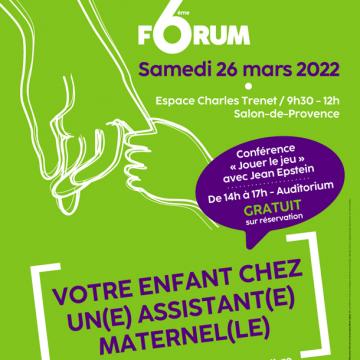 6ème
FORUM
Samedi 26 mars 2022
Espace Charles Trenet / 9h30 - 12h
Salon-de-Provence
Conférence
« Jouer le jeu »
avec Jean Epstein
De 14h à 17h - Auditorium
GRATUIT
sur réservation
VOTRE ENFANT CHEZ
UN(E) ASSISTANT(E)
MATERNEL(LE)